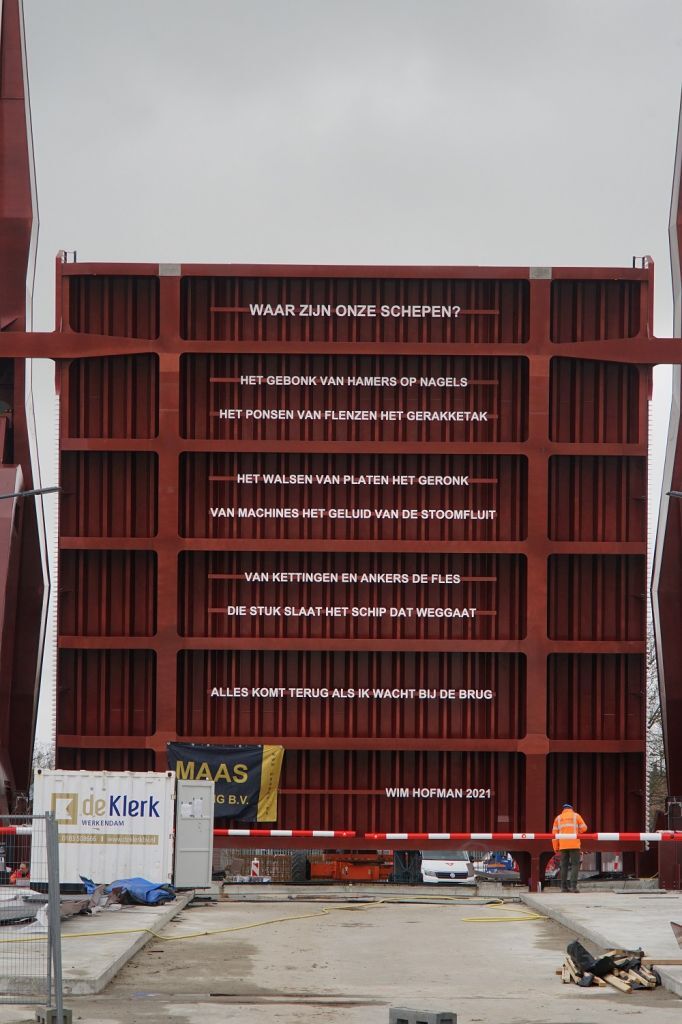 WAAR ZIJN ONZE SCHEPEN?
HET GEBONK VAN HAMERS OP NAGELS
HET PONSEN VAN FLENZEN HET GERAKKETAK
HET WALSEN VAN PLATEN HET GERONK
VAN MACHINES HET GELUID VAN DE STOOMFLUIT
VAN KETTINGEN EN ANKERS DE FLES
DIE STUK SLAAT HET SCHIP DAT WEGGAAT
ALLES KOMT TERUG ALS IK WACHT BIJ DE BRUG
WIM HOFMAN 2021
MAAS
NG B.V.
deKlerk
WERKENDAM